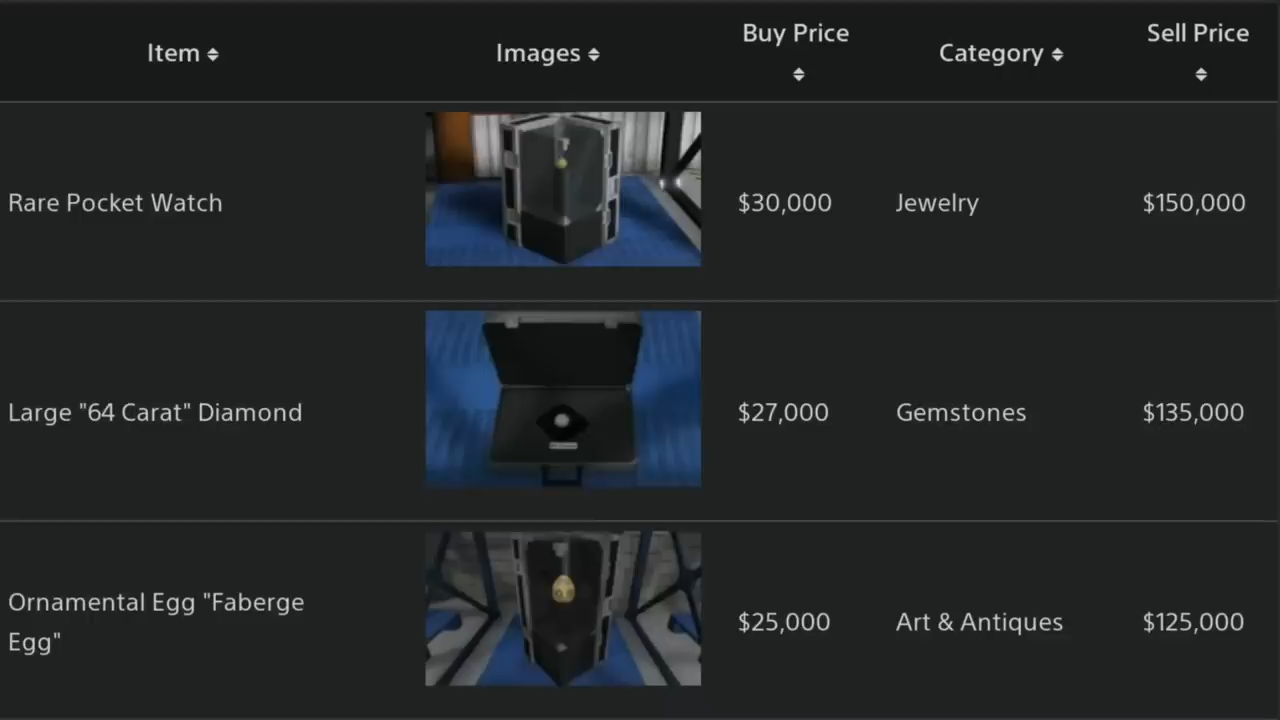 Item
Images
Buy Price
Category
Sell Price
Rare Pocket Watch
$30,000
Jewelry
$150,000
Large "64 Carat" Diamond
$27,000
Gemstones
$135,000
Ornamental Egg "Faberge
Egg"
$25,000
Art & Antiques
$125,000